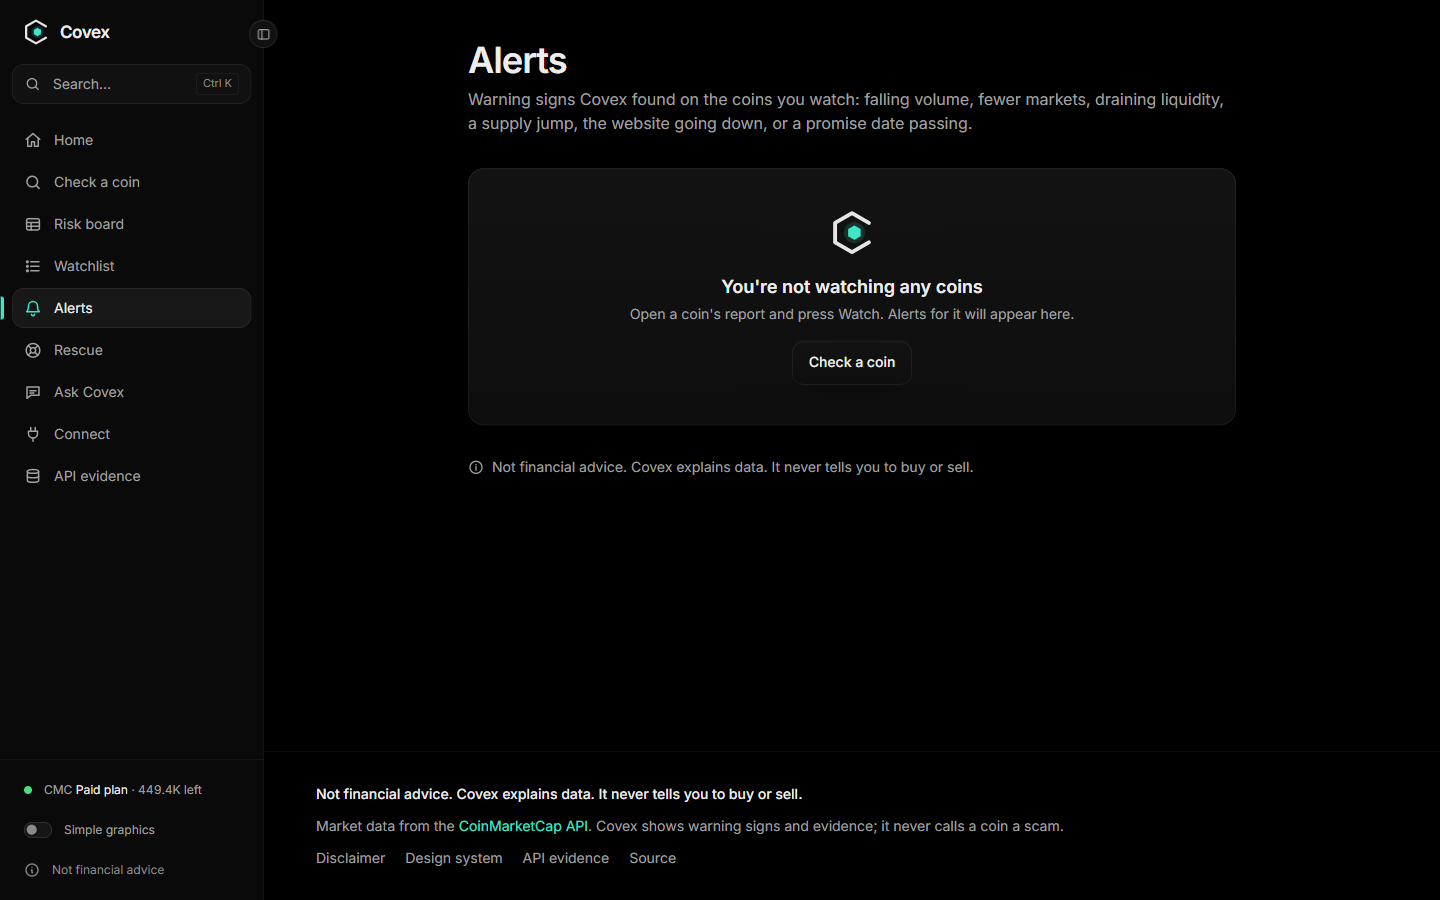 Covex
Search...
Ctrl K
Home
Check a coin
Risk board
Watchlist
Alerts
Rescue
Ask Covex
Connect
API evidence
CMC Paid plan · 449.4K left
Simple graphics
Not financial advice
Alerts
Warning signs Covex found on the coins you watch: falling volume, fewer markets, draining liquidity,
a supply jump, the website going down, or a promise date passing.
You're not watching any coins
Open a coin's report and press Watch. Alerts for it will appear here.
Check a coin
Not financial advice. Covex explains data. It never tells you to buy or sell.
Not financial advice. Covex explains data. It never tells you to buy or sell.
Market data from the CoinMarketCap API. Covex shows warning signs and evidence; it never calls a coin a scam.
Disclaimer
Design system
API evidence
Source